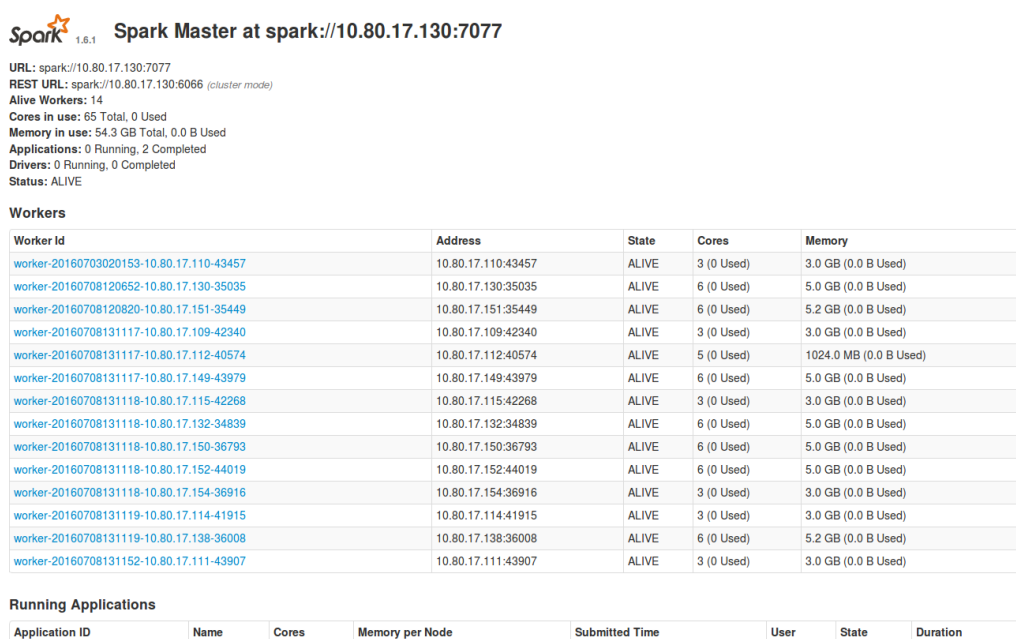 Spark 1.6.1 Spark Master at spark://10.80.17.130:7077
URL: spark://10.80.17.130:7077
REST URL: spark://10.80.17.130:6066 (cluster mode)
Alive Workers: 14
Cores in use: 65 Total, 0 Used
Memory in use: 54.3 GB Total, 0.0 B Used
Applications: 0 Running, 2 Completed
Drivers: 0 Running, 0 Completed
Status: ALIVE
Workers
Worker Id Address State Cores Memory
worker-20160703020153-10.80.17.110-43457 10.80.17.110:43457 ALIVE 3 (0 Used) 3.0 GB (0.0 B Used)
worker-20160708120652-10.80.17.130-35035 10.80.17.130:35035 ALIVE 6 (0 Used) 5.0 GB (0.0 B Used)
worker-20160708120820-10.80.17.151-35449 10.80.17.151:35449 ALIVE 6 (0 Used) 5.2 GB (0.0 B Used)
worker-20160708131117-10.80.17.109-42340 10.80.17.109:42340 ALIVE 3 (0 Used) 3.0 GB (0.0 B Used)
worker-20160708131117-10.80.17.112-40574 10.80.17.112:40574 ALIVE 5 (0 Used) 1024.0 MB (0.0 B Used)
worker-20160708131117-10.80.17.149-43979 10.80.17.149:43979 ALIVE 6 (0 Used) 5.0 GB (0.0 B Used)
worker-20160708131118-10.80.17.115-42268 10.80.17.115:42268 ALIVE 3 (0 Used) 3.0 GB (0.0 B Used)
worker-20160708131118-10.80.17.132-34839 10.80.17.132:34839 ALIVE 6 (0 Used) 5.0 GB (0.0 B Used)
worker-20160708131118-10.80.17.150-36793 10.80.17.150:36793 ALIVE 6 (0 Used) 5.0 GB (0.0 B Used)
worker-20160708131118-10.80.17.152-44019 10.80.17.152:44019 ALIVE 6 (0 Used) 5.0 GB (0.0 B Used)
worker-20160708131118-10.80.17.154-36916 10.80.17.154:36916 ALIVE 3 (0 Used) 3.0 GB (0.0 B Used)
worker-20160708131119-10.80.17.114-41915 10.80.17.114:41915 ALIVE 3 (0 Used) 3.0 GB (0.0 B Used)
worker-20160708131119-10.80.17.138-36008 10.80.17.138:36008 ALIVE 6 (0 Used) 5.2 GB (0.0 B Used)
worker-20160708131152-10.80.17.111-43907 10.80.17.111:43907 ALIVE 3 (0 Used) 3.0 GB (0.0 B Used)
Running Applications
Application ID Name Cores Memory per Node Submitted Time User State Duration